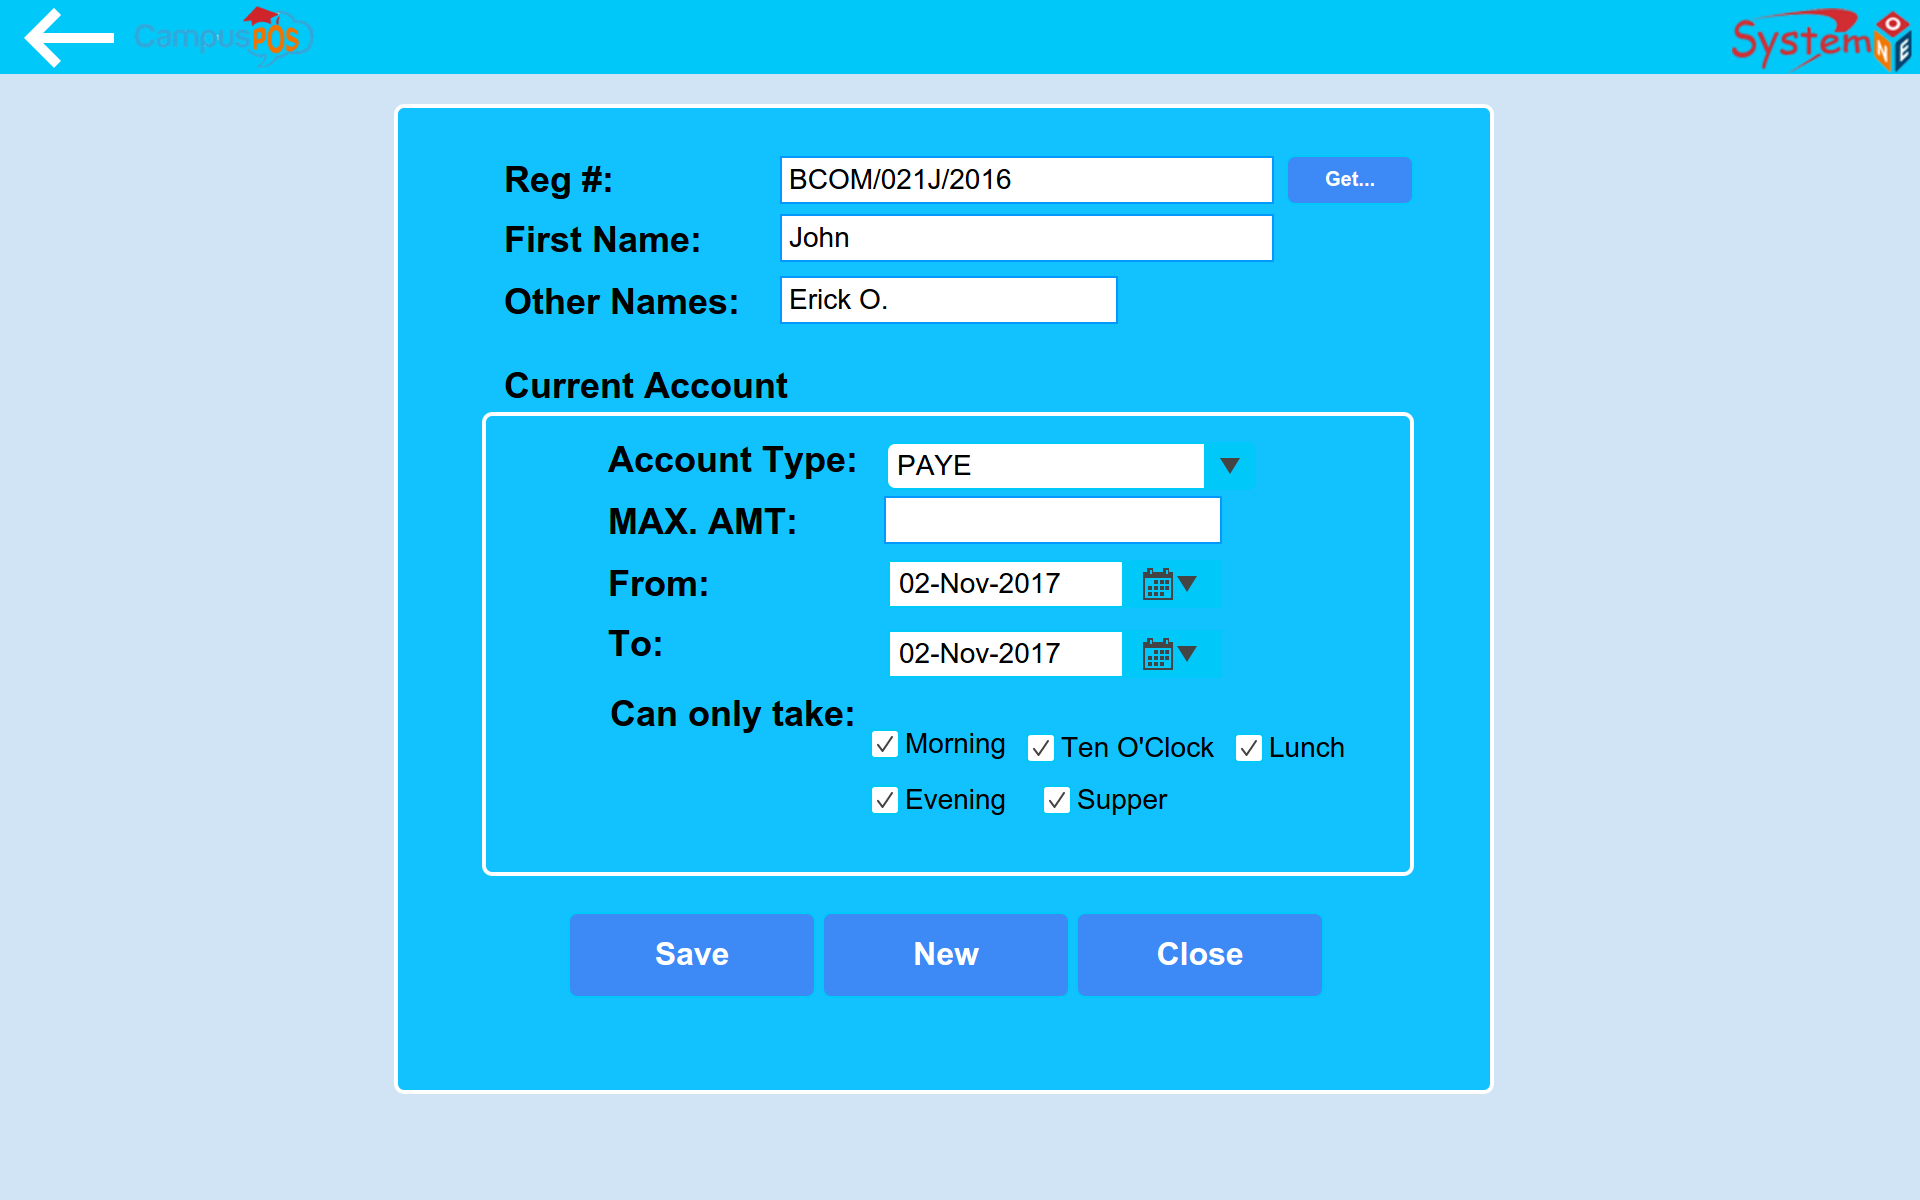 CampusPOS
System ONE
Reg #: BCOM/021J/2016 Get...
First Name: John
Other Names: Erick O.
Current Account
Account Type: PAYE
MAX. AMT:
From: 02-Nov-2017
To: 02-Nov-2017
Can only take:
Morning Ten O'Clock Lunch
Evening Supper
Save New Close